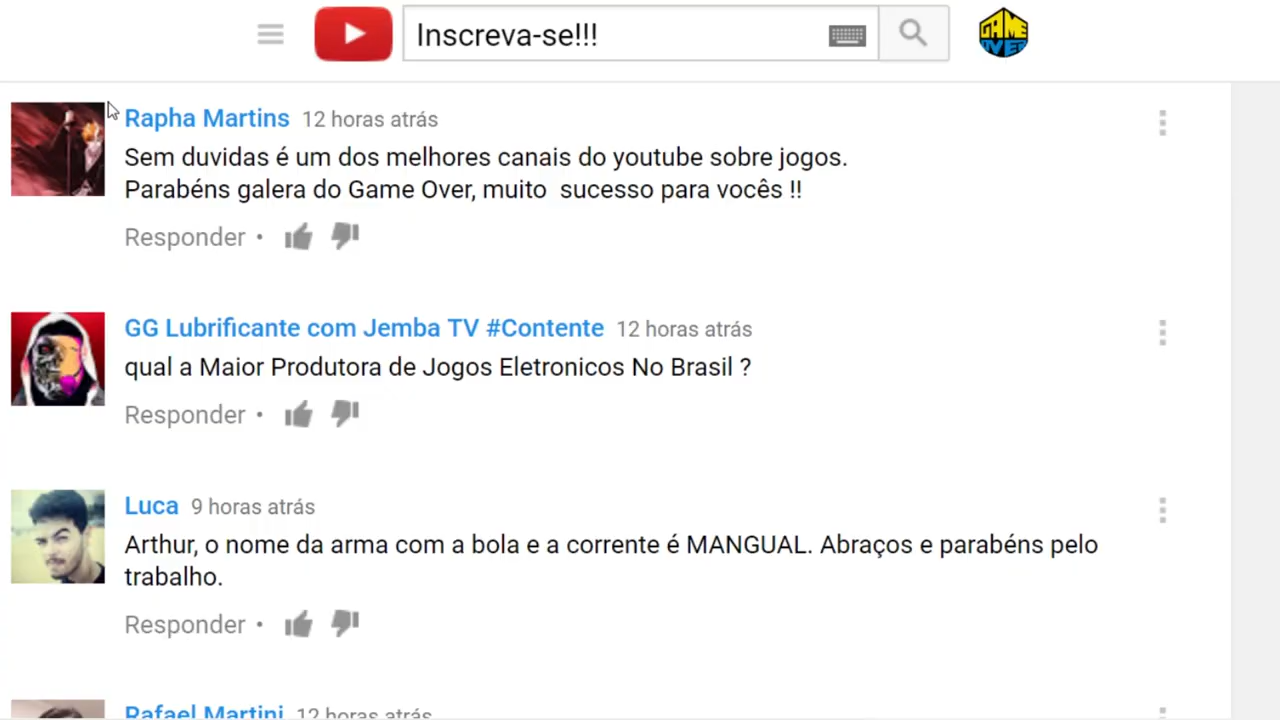 Inscreva-se!!!
GAME
OVER
Rapha Martins 12 horas atrás
Sem duvidas é um dos melhores canais do youtube sobre jogos.
Parabéns galera do Game Over, muito  sucesso para vocês !!
Responder •
GG Lubrificante com Jemba TV #Contente 12 horas atrás
qual a Maior Produtora de Jogos Eletronicos No Brasil ?
Responder •
Luca 9 horas atrás
Arthur, o nome da arma com a bola e a corrente é MANGUAL. Abraços e parabéns pelo
trabalho.
Responder •
Rafael Martini 12 horas atrás